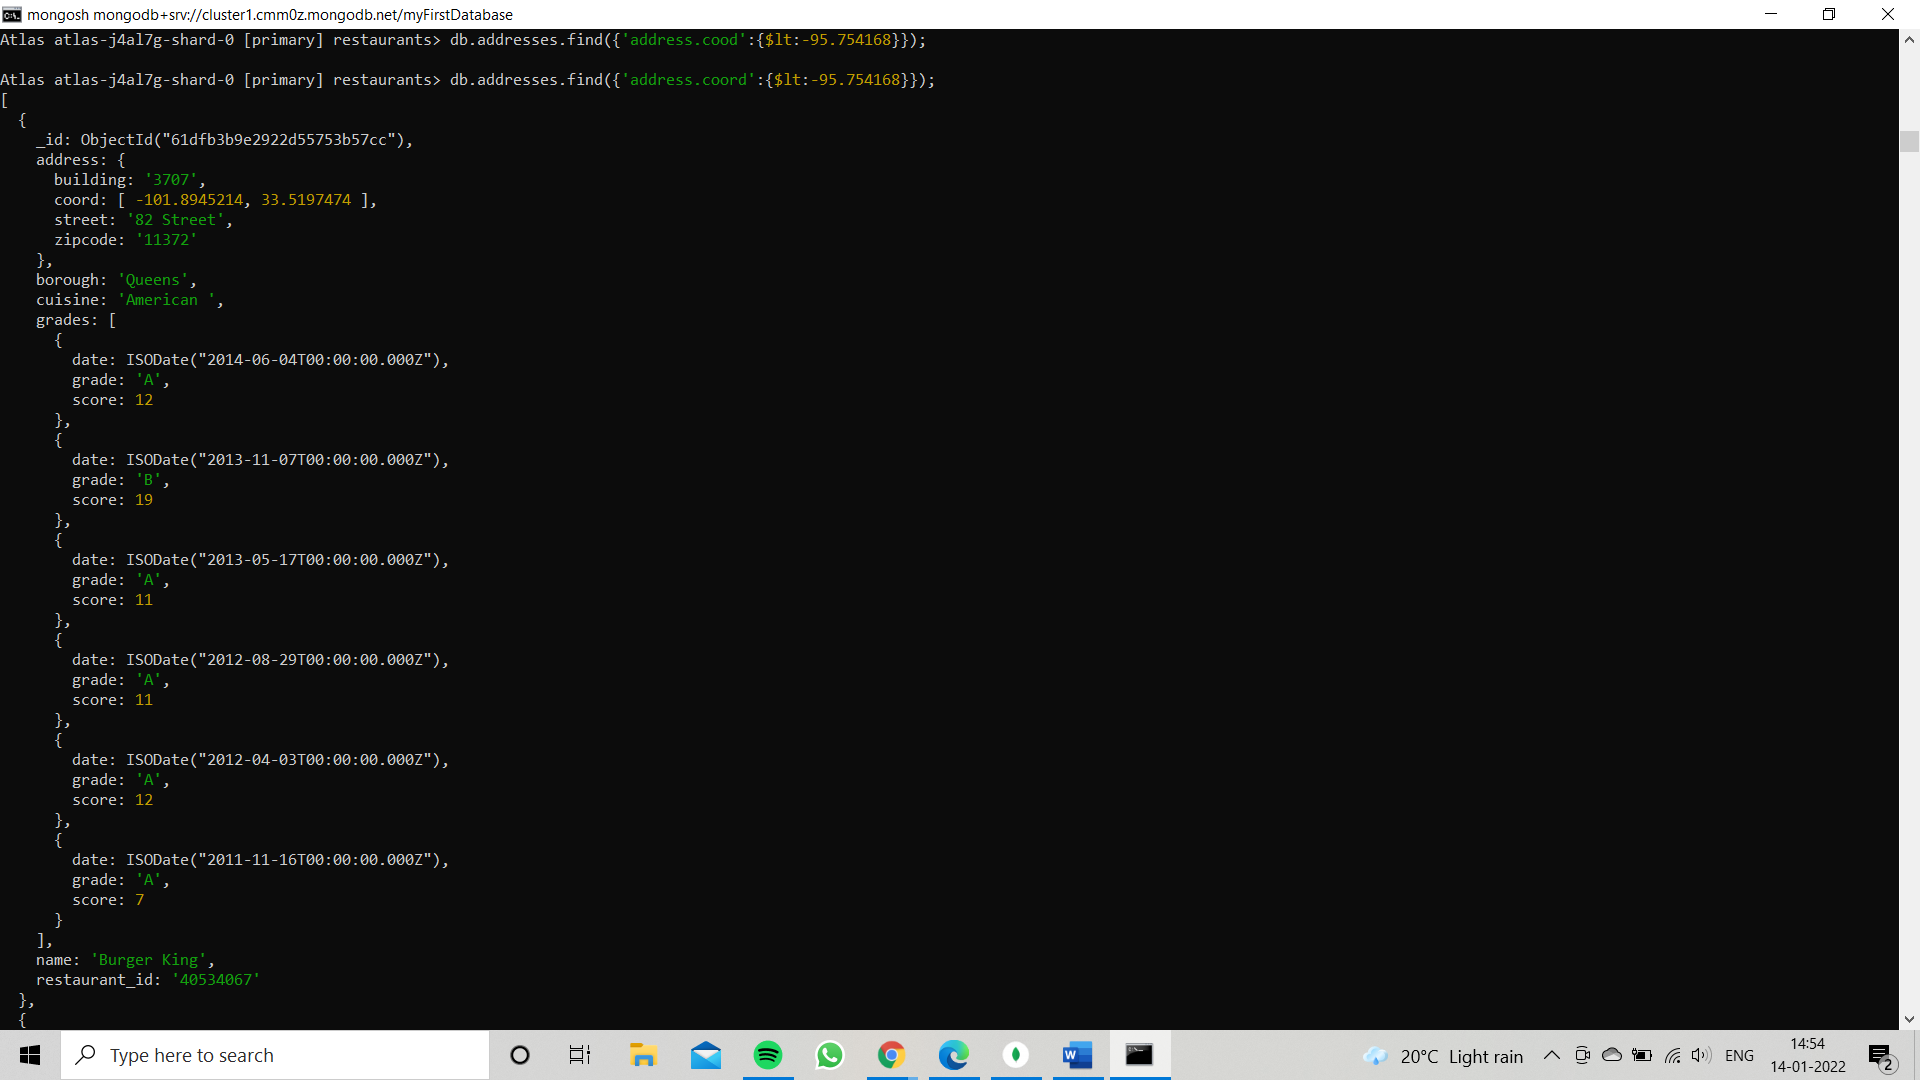 mongosh mongodb+srv://cluster1.cmm0z.mongodb.net/myFirstDatabase
Atlas atlas-j4al7g-shard-0 [primary] restaurants> db.addresses.find({'address.cood':{$lt:-95.754168}});
Atlas atlas-j4al7g-shard-0 [primary] restaurants> db.addresses.find({'address.coord':{$lt:-95.754168}});
[
  {
    _id: ObjectId("61dfb3b9e2922d55753b57cc"),
    address: {
      building: '3707',
      coord: [ -101.8945214, 33.5197474 ],
      street: '82 Street',
      zipcode: '11372'
    },
    borough: 'Queens',
    cuisine: 'American ',
    grades: [
      {
        date: ISODate("2014-06-04T00:00:00.000Z"),
        grade: 'A',
        score: 12
      },
      {
        date: ISODate("2013-11-07T00:00:00.000Z"),
        grade: 'B',
        score: 19
      },
      {
        date: ISODate("2013-05-17T00:00:00.000Z"),
        grade: 'A',
        score: 11
      },
      {
        date: ISODate("2012-08-29T00:00:00.000Z"),
        grade: 'A',
        score: 11
      },
      {
        date: ISODate("2012-04-03T00:00:00.000Z"),
        grade: 'A',
        score: 12
      },
      {
        date: ISODate("2011-11-16T00:00:00.000Z"),
        grade: 'A',
        score: 7
      }
    ],
    name: 'Burger King',
    restaurant_id: '40534067'
  },
  {
Type here to search
20°C Light rain
ENG
14:54
14-01-2022
2